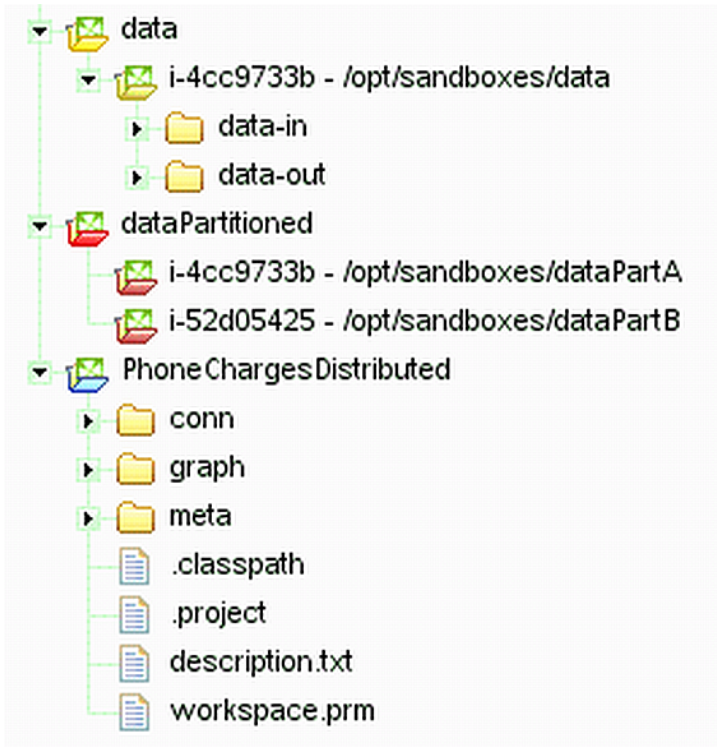 data
i-4cc9733b - /opt/sandboxes/data
data-in
data-out
dataPartitioned
i-4cc9733b - /opt/sandboxes/dataPartA
i-52d05425 - /opt/sandboxes/dataPartB
PhoneChargesDistributed
conn
graph
meta
.classpath
.project
description.txt
workspace.prm